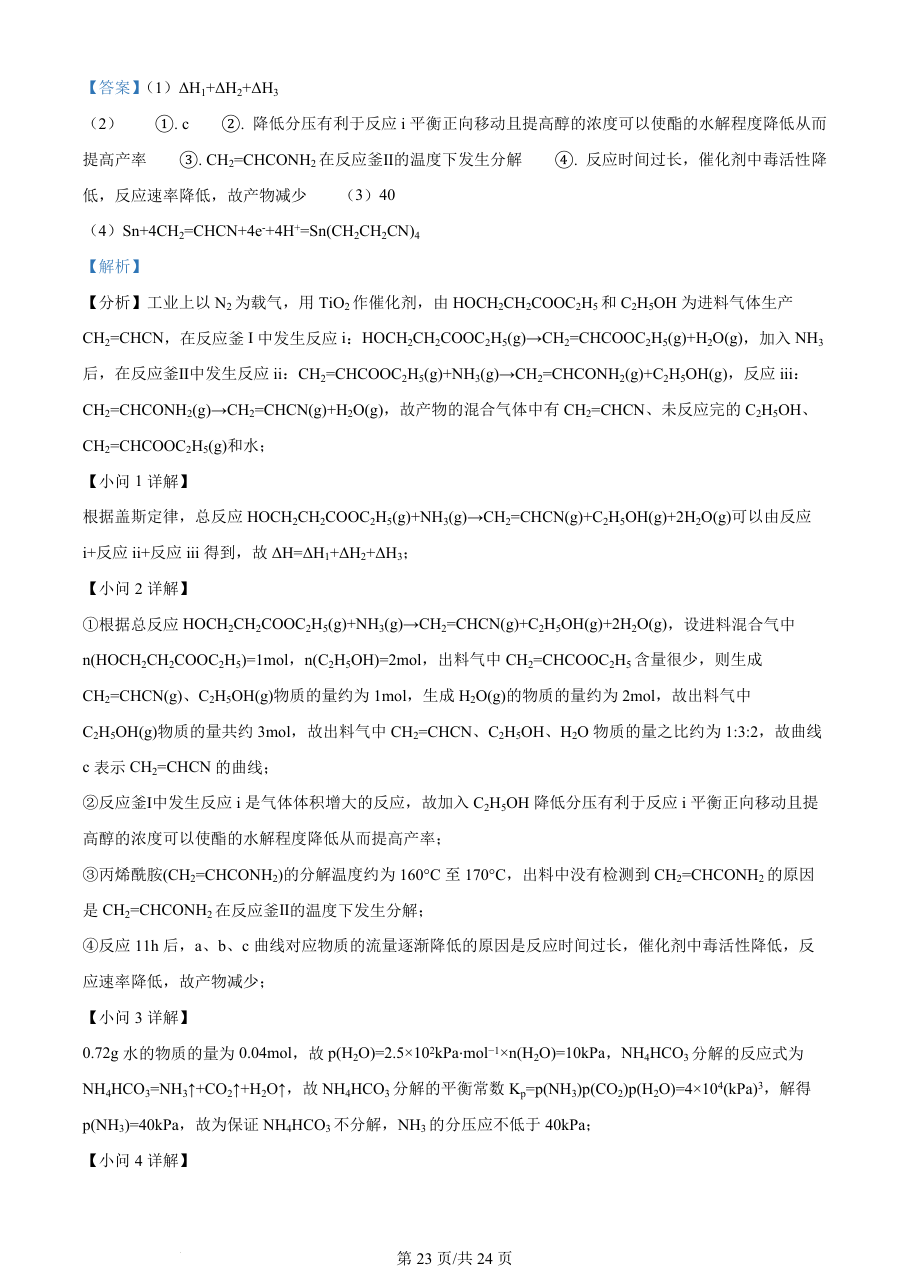 【答案】（1）ΔH₁+ΔH₂+ΔH₃
（2） ①. c ②. 降低分压有利于反应 i 平衡正向移动且提高醇的浓度可以使酯的水解程度降低从而
提高产率 ③. CH₂=CHCONH₂ 在反应釜Ⅱ的温度下发生分解 ④. 反应时间过长，催化剂中毒活性降
低，反应速率降低，故产物减少 （3）40
（4）Sn+4CH₂=CHCN+4e⁻+4H⁺=Sn(CH₂CH₂CN)₄
【解析】
【分析】工业上以 N₂ 为载气，用 TiO₂ 作催化剂，由 HOCH₂CH₂COOC₂H₅ 和 C₂H₅OH 为进料气体生产
CH₂=CHCN，在反应釜 I 中发生反应 i：HOCH₂CH₂COOC₂H₅(g)→CH₂=CHCOOC₂H₅(g)+H₂O(g)，加入 NH₃
后，在反应釜Ⅱ中发生反应 ii：CH₂=CHCOOC₂H₅(g)+NH₃(g)→CH₂=CHCONH₂(g)+C₂H₅OH(g)，反应 iii：
CH₂=CHCONH₂(g)→CH₂=CHCN(g)+H₂O(g)，故产物的混合气体中有 CH₂=CHCN、未反应完的 C₂H₅OH、
CH₂=CHCOOC₂H₅(g)和水；
【小问 1 详解】
根据盖斯定律，总反应 HOCH₂CH₂COOC₂H₅(g)+NH₃(g)→CH₂=CHCN(g)+C₂H₅OH(g)+2H₂O(g)可以由反应
i+反应 ii+反应 iii 得到，故 ΔH=ΔH₁+ΔH₂+ΔH₃；
【小问 2 详解】
①根据总反应 HOCH₂CH₂COOC₂H₅(g)+NH₃(g)→CH₂=CHCN(g)+C₂H₅OH(g)+2H₂O(g)，设进料混合气中
n(HOCH₂CH₂COOC₂H₅)=1mol，n(C₂H₅OH)=2mol，出料气中 CH₂=CHCOOC₂H₅ 含量很少，则生成
CH₂=CHCN(g)、C₂H₅OH(g)物质的量约为 1mol，生成 H₂O(g)的物质的量约为 2mol，故出料气中
C₂H₅OH(g)物质的量共约 3mol，故出料气中 CH₂=CHCN、C₂H₅OH、H₂O 物质的量之比约为 1:3:2，故曲线
c 表示 CH₂=CHCN 的曲线；
②反应釜Ⅰ中发生反应 i 是气体体积增大的反应，故加入 C₂H₅OH 降低分压有利于反应 i 平衡正向移动且提
高醇的浓度可以使酯的水解程度降低从而提高产率；
③丙烯酰胺(CH₂=CHCONH₂)的分解温度约为 160°C 至 170°C，出料中没有检测到 CH₂=CHCONH₂ 的原因
是 CH₂=CHCONH₂ 在反应釜Ⅱ的温度下发生分解；
④反应 11h 后，a、b、c 曲线对应物质的流量逐渐降低的原因是反应时间过长，催化剂中毒活性降低，反
应速率降低，故产物减少；
【小问 3 详解】
0.72g 水的物质的量为 0.04mol，故 p(H₂O)=2.5×10²kPa·mol⁻¹×n(H₂O)=10kPa，NH₄HCO₃ 分解的反应式为
NH₄HCO₃=NH₃↑+CO₂↑+H₂O↑，故 NH₄HCO₃ 分解的平衡常数 Kₚ=p(NH₃)p(CO₂)p(H₂O)=4×10⁴(kPa)³，解得
p(NH₃)=40kPa，故为保证 NH₄HCO₃ 不分解，NH₃ 的分压应不低于 40kPa；
【小问 4 详解】
第 23 页/共 24 页